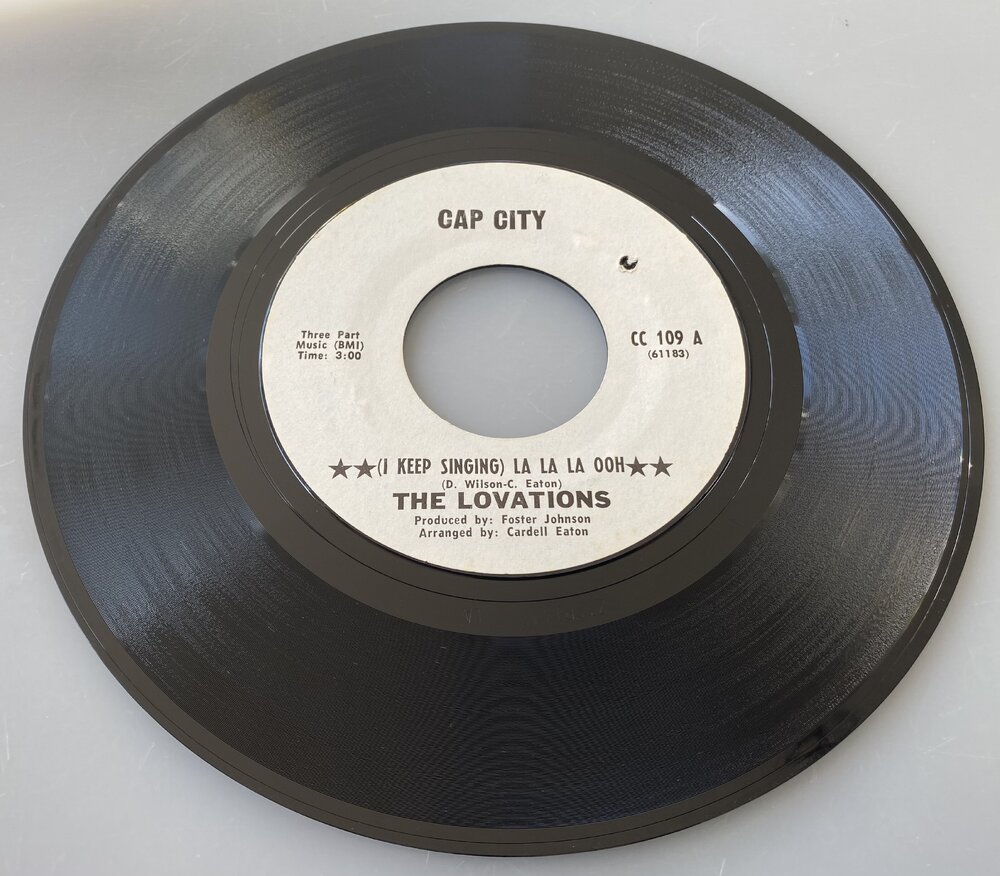 CAP CITY
Three Part
Music (BMI)
Time: 3:00
CC 109 A
(61183)
★★(I KEEP SINGING) LA LA LA OOH★★
(D. Wilson-C. Eaton)
THE LOVATIONS
Produced by: Foster Johnson
Arranged by: Cardell Eaton